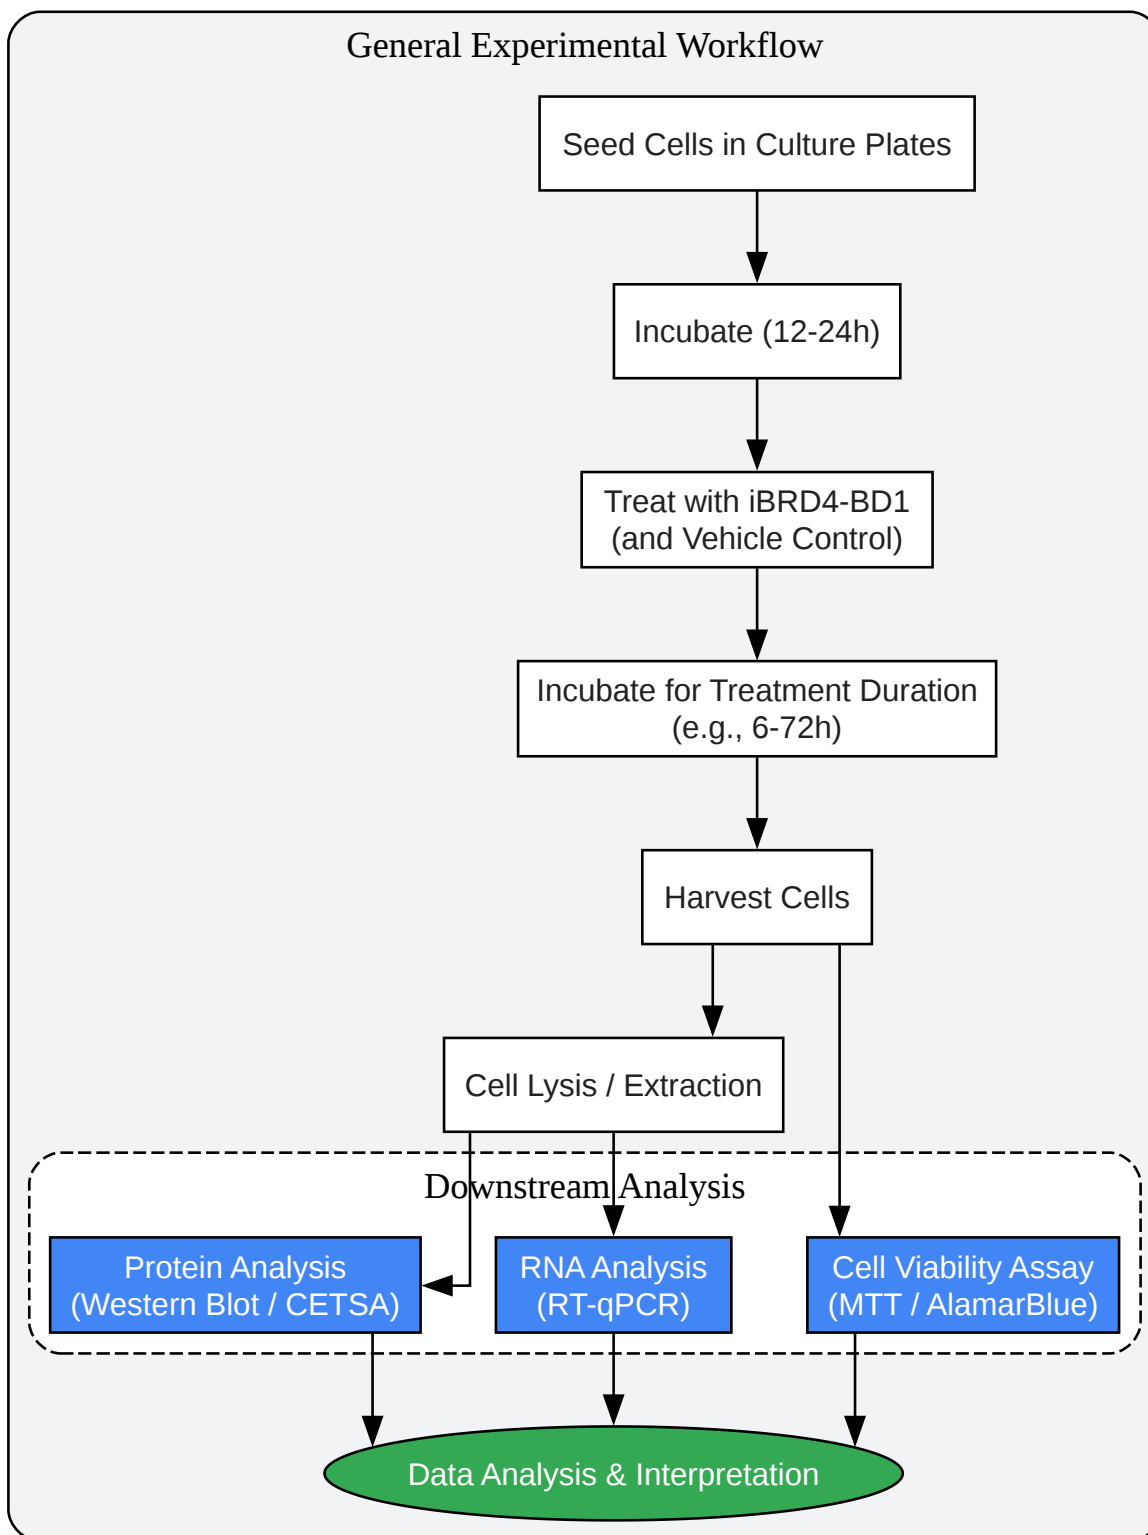 General Experimental Workflow
Seed Cells in Culture Plates
Incubate (12-24h)
Treat with iBRD4-BD1
(and Vehicle Control)
Incubate for Treatment Duration
(e.g., 6-72h)
Harvest Cells
Cell Lysis / Extraction
Downstream Analysis
Protein Analysis
(Western Blot / CETSA)
RNA Analysis
(RT-qPCR)
Cell Viability Assay
(MTT / AlamarBlue)
Data Analysis & Interpretation